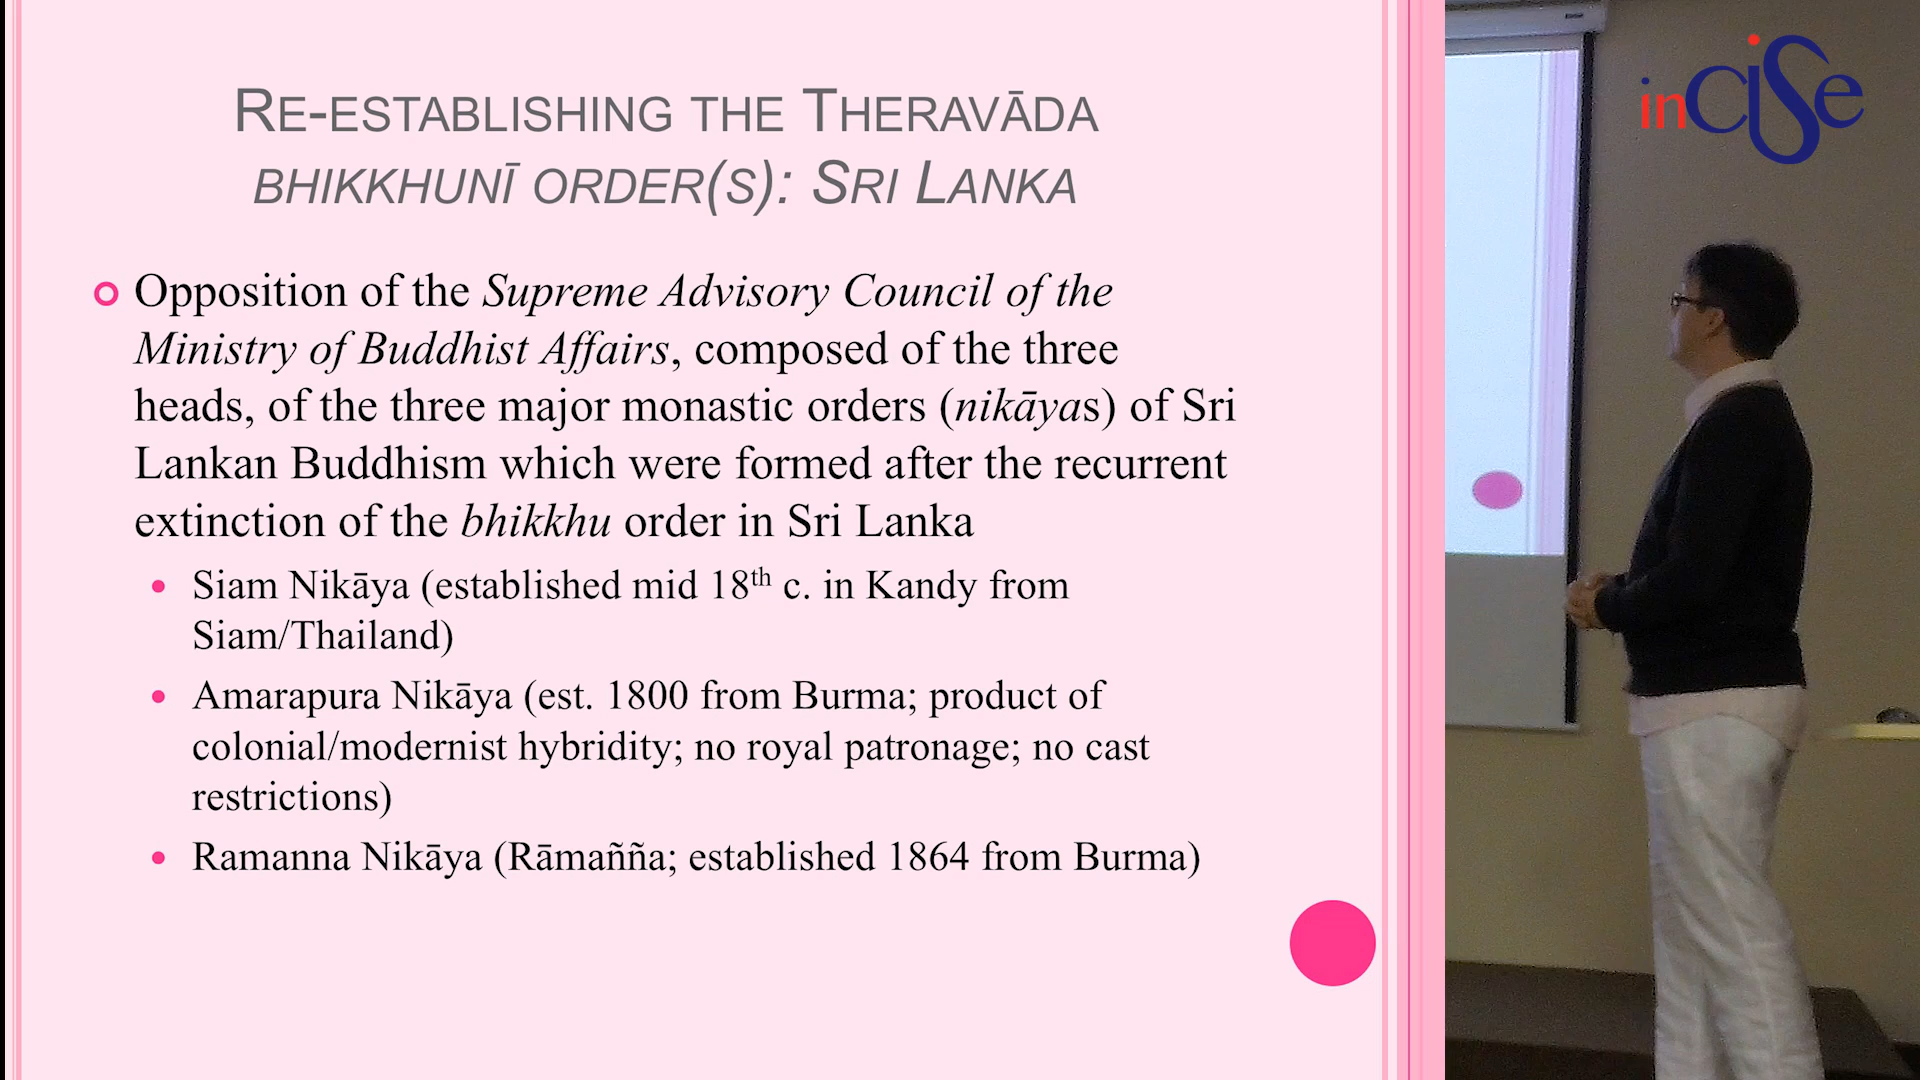 RE-ESTABLISHING THE THERAVĀDA
BHIKKHUNĪ ORDER(S): SRI LANKA
Opposition of the Supreme Advisory Council of the
Ministry of Buddhist Affairs, composed of the three
heads, of the three major monastic orders (nikāyas) of Sri
Lankan Buddhism which were formed after the recurrent
extinction of the bhikkhu order in Sri Lanka
Siam Nikāya (established mid 18th c. in Kandy from
Siam/Thailand)
Amarapura Nikāya (est. 1800 from Burma; product of
colonial/modernist hybridity; no royal patronage; no cast
restrictions)
Ramanna Nikāya (Rāmañña; established 1864 from Burma)
inCiSe